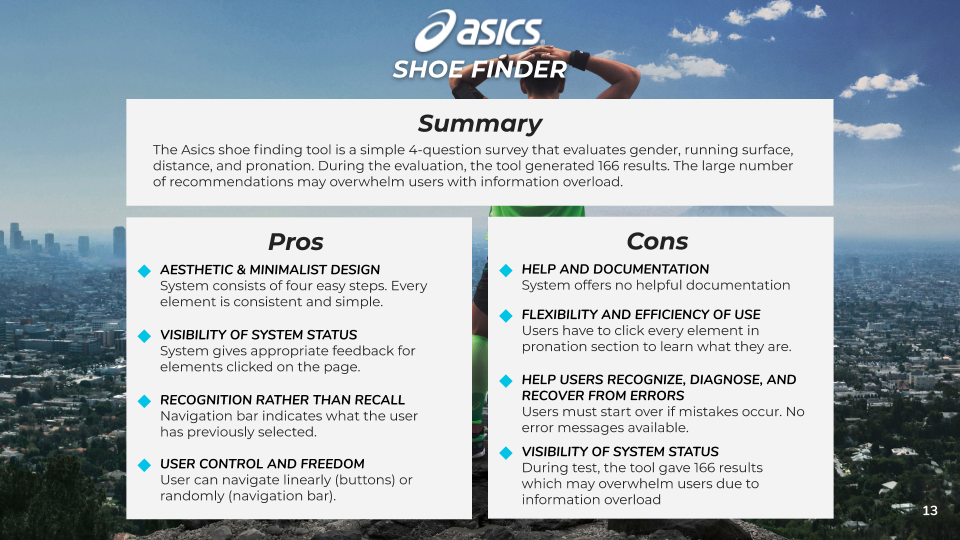 asics
SHOE FINDER
Summary
The Asics shoe finding tool is a simple 4-question survey that evaluates gender, running surface,
distance, and pronation. During the evaluation, the tool generated 166 results. The large number
of recommendations may overwhelm users with information overload.
Pros
AESTHETIC & MINIMALIST DESIGN
System consists of four easy steps. Every
element is consistent and simple.
VISIBILITY OF SYSTEM STATUS
System gives appropriate feedback for
elements clicked on the page.
RECOGNITION RATHER THAN RECALL
Navigation bar indicates what the user
has previously selected.
USER CONTROL AND FREEDOM
User can navigate linearly (buttons) or
randomly (navigation bar).
Cons
HELP AND DOCUMENTATION
System offers no helpful documentation
FLEXIBILITY AND EFFICIENCY OF USE
Users have to click every element in
pronation section to learn what they are.
HELP USERS RECOGNIZE, DIAGNOSE, AND
RECOVER FROM ERRORS
Users must start over if mistakes occur. No
error messages available.
VISIBILITY OF SYSTEM STATUS
During test, the tool gave 166 results
which may overwhelm users due to
information overload
13